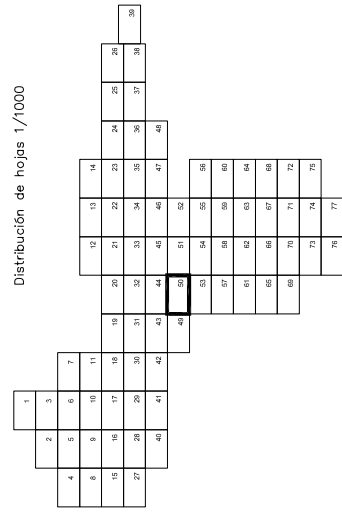 Distribución de hojas 1/1000
1
2 3
4 5 6 7
8 9 10 11 12 13 14
15 16 17 18 19 20 21 22 23 24 25 26
27 28 29 30 31 32 33 34 35 36 37 38 39
40 41 42 43 44 45 46 47 48
49 50 51 52
53 54 55 56
57 58 59 60
61 62 63 64
65 66 67 68
69 70 71 72
73 74 75
76 77